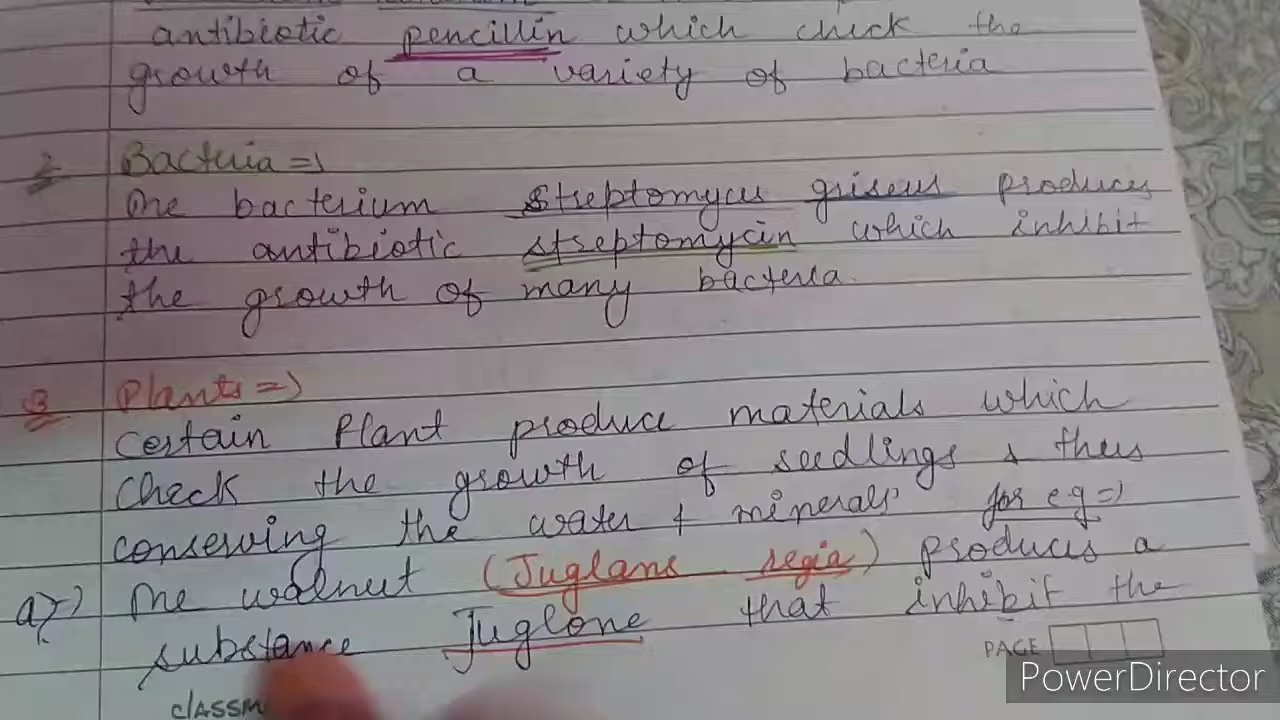 antibiotic pencillin which chick the
growth of a variety of bacteria
2 Bacteria =>
The bacterium Streptomyces griseus produces
the antibiotic streptomycin which inhibit
the growth of many bacteria.
3 Plants =>
Certain Plant produce materials which
Check the growth of seedlings & thus
conserving the water & minerals for e.g =>
a) The walnut (Juglans regia) produces a
substance Juglone that inhibit the
PAGE
CLASSM
PowerDirector